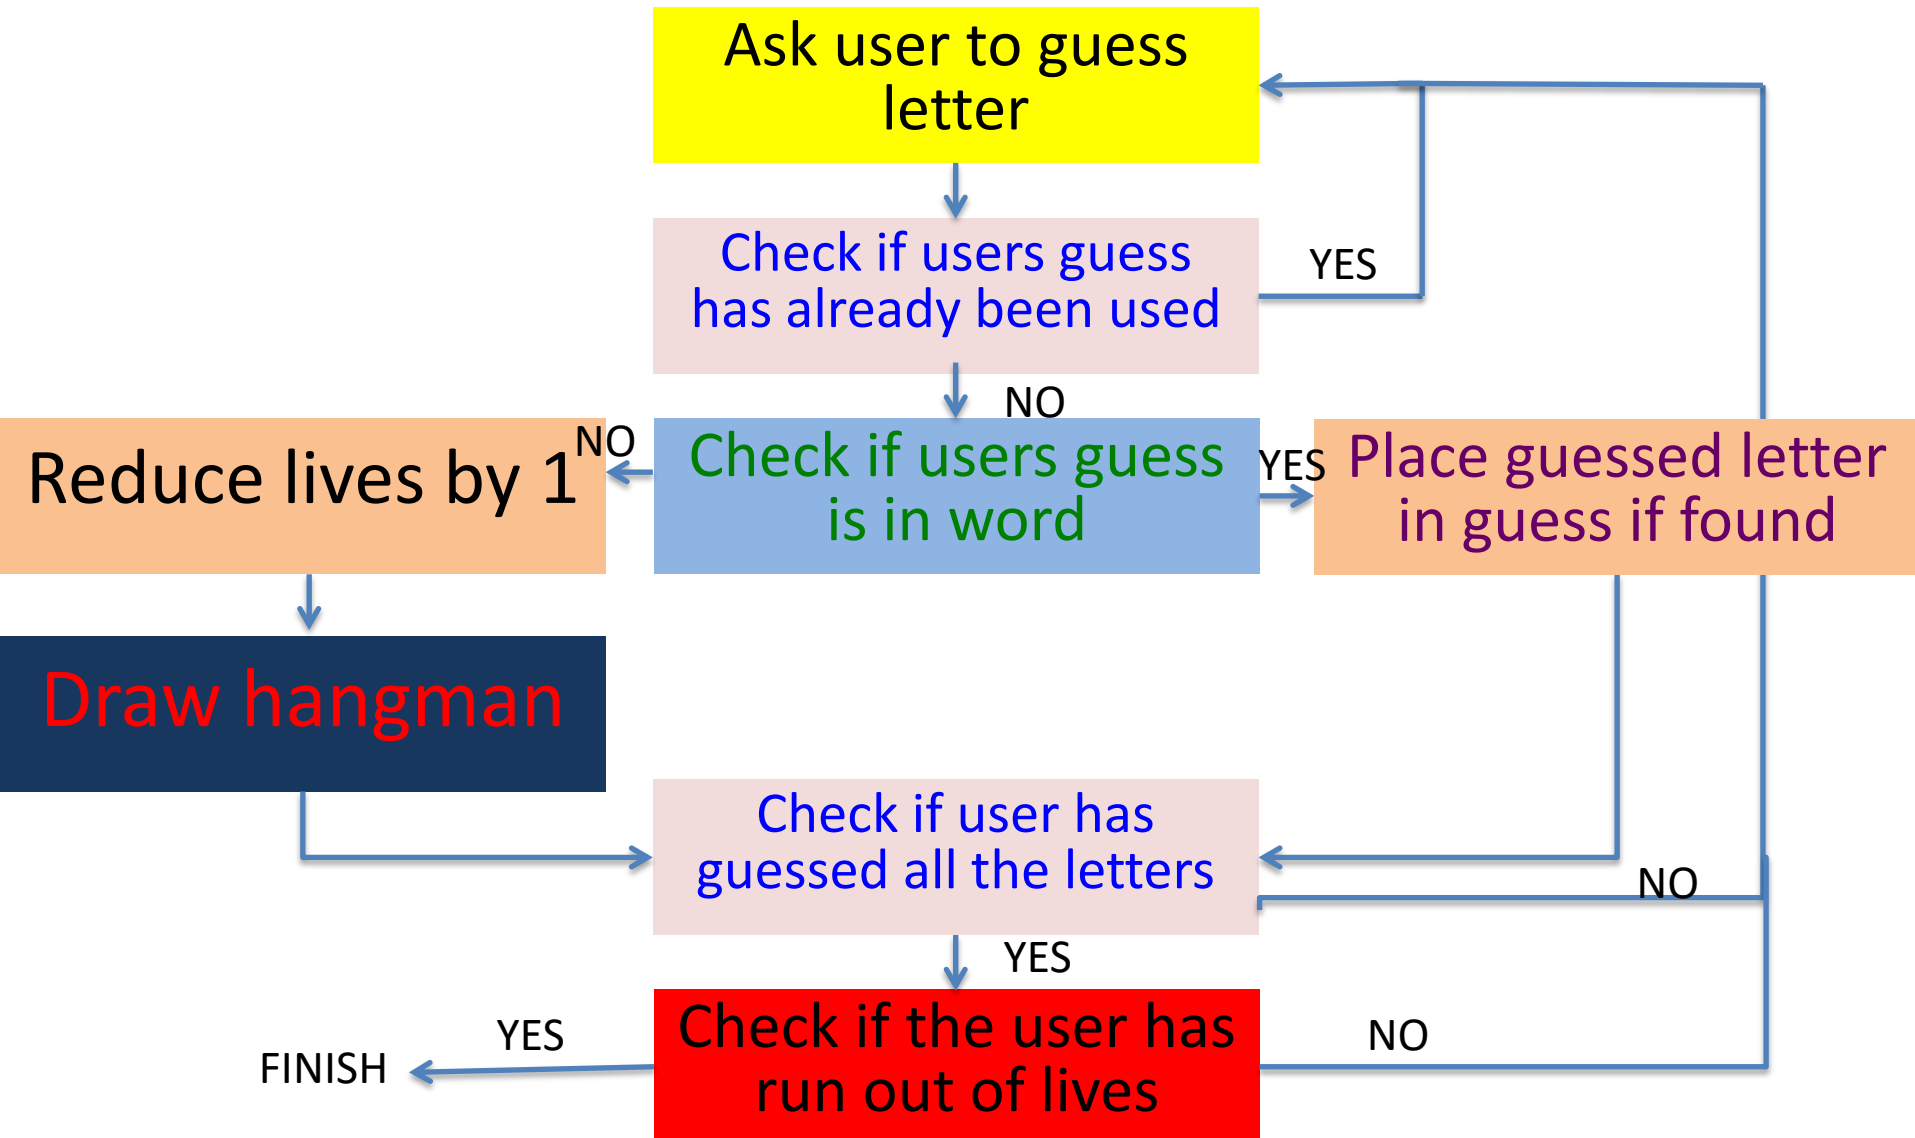 Ask user to guess
letter
Check if users guess
has already been used
YES
NO
Reduce lives by 1
NO
Check if users guess
is in word
YES
Place guessed letter
in guess if found
Draw hangman
Check if user has
guessed all the letters
NO
YES
Check if the user has
run out of lives
YES
NO
FINISH